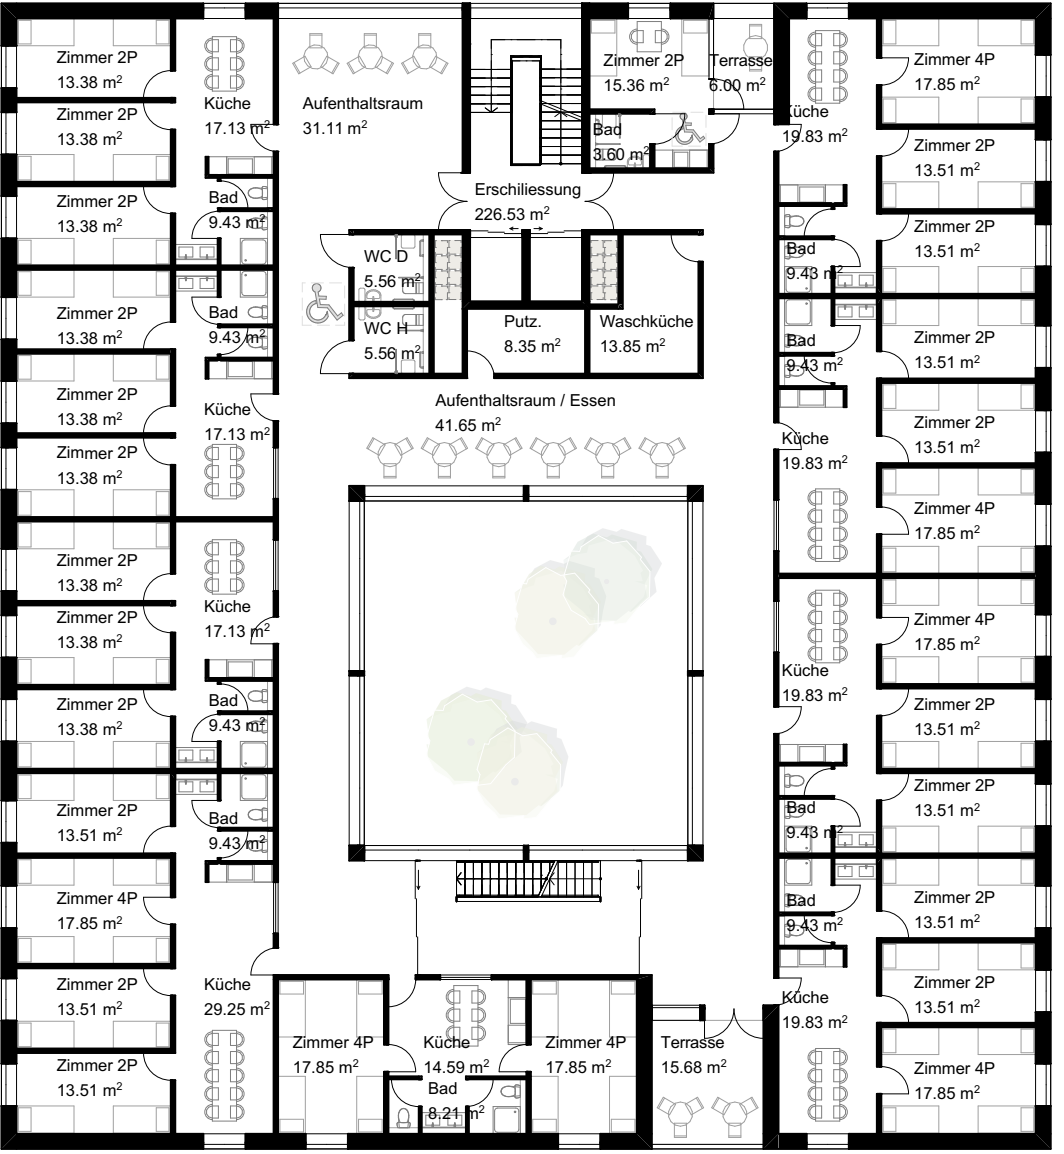 Zimmer 2P
13.38 m²
Zimmer 2P
13.38 m²
Zimmer 2P
13.38 m²
Zimmer 2P
13.38 m²
Zimmer 2P
13.38 m²
Zimmer 2P
13.38 m²
Zimmer 2P
13.38 m²
Zimmer 2P
13.38 m²
Zimmer 2P
13.38 m²
Zimmer 2P
13.51 m²
Zimmer 4P
17.85 m²
Zimmer 2P
13.51 m²
Zimmer 2P
13.51 m²
Küche
17.13 m²
Bad
9.43 m²
Bad
9.43 m²
Küche
17.13 m²
Küche
17.13 m²
Bad
9.43 m²
Bad
9.43 m²
Küche
29.25 m²
Aufenthaltsraum
31.11 m²
Erschiliessung
226.53 m²
WC D
5.56 m²
WC H
5.56 m²
Putz.
8.35 m²
Waschküche
13.85 m²
Aufenthaltsraum / Essen
41.65 m²
Zimmer 4P
17.85 m²
Küche
14.59 m²
Bad
8.21 m²
Zimmer 4P
17.85 m²
Terrasse
15.68 m²
Zimmer 2P
15.36 m²
Terrasse
6.00 m²
Bad
3.60 m²
Küche
19.83 m²
Bad
9.43 m²
Bad
9.43 m²
Küche
19.83 m²
Küche
19.83 m²
Bad
9.43 m²
Bad
9.43 m²
Küche
19.83 m²
Zimmer 4P
17.85 m²
Zimmer 2P
13.51 m²
Zimmer 2P
13.51 m²
Zimmer 2P
13.51 m²
Zimmer 2P
13.51 m²
Zimmer 4P
17.85 m²
Zimmer 4P
17.85 m²
Zimmer 2P
13.51 m²
Zimmer 2P
13.51 m²
Zimmer 2P
13.51 m²
Zimmer 2P
13.51 m²
Zimmer 4P
17.85 m²